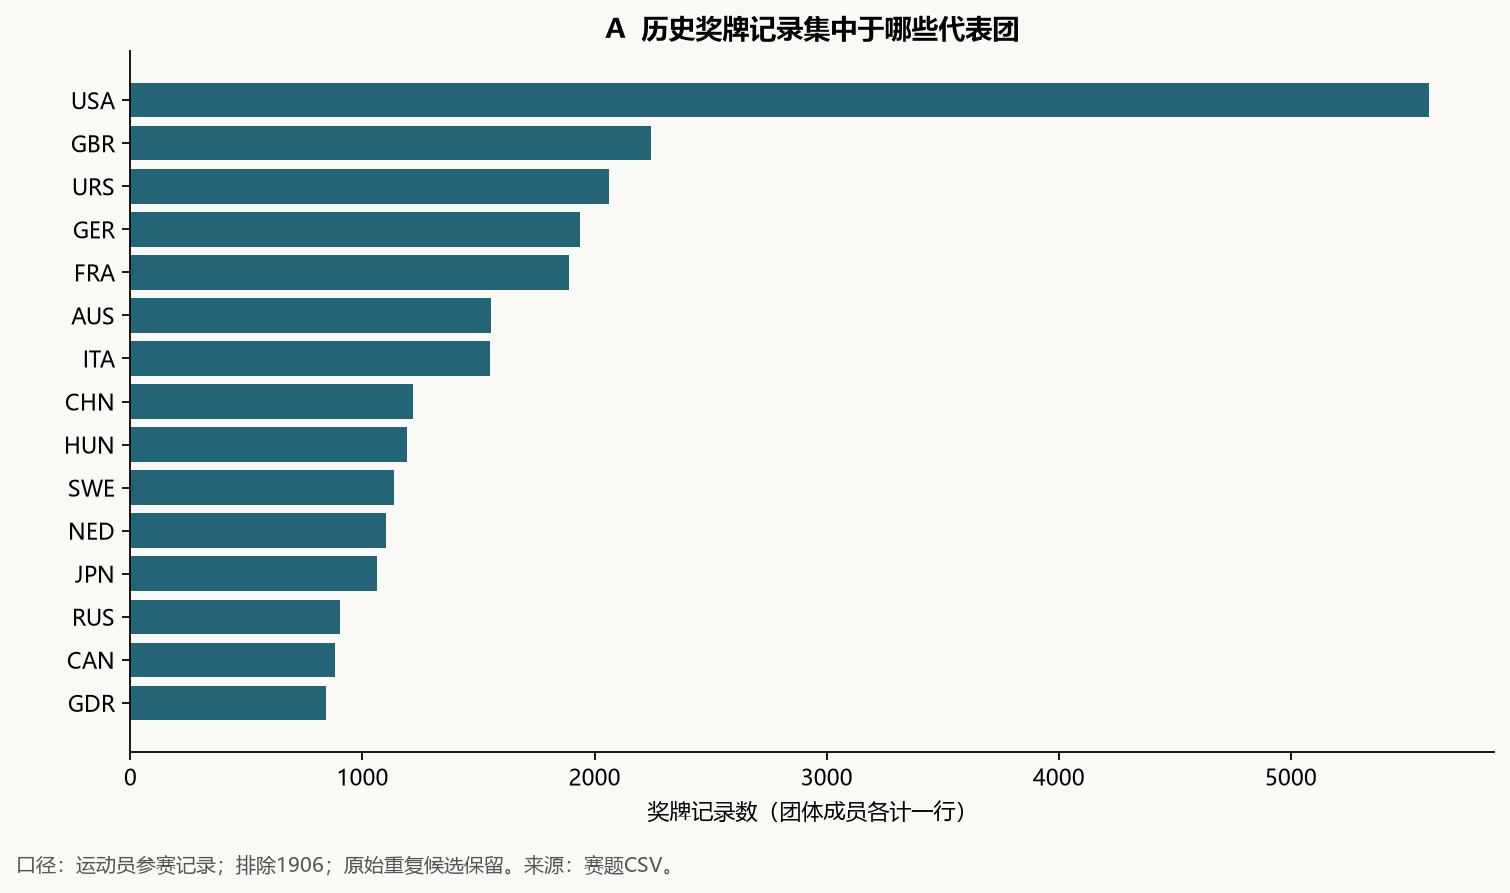 A 历史奖牌记录集中于哪些代表团
USA
GBR
URS
GER
FRA
AUS
ITA
CHN
HUN
SWE
NED
JPN
RUS
CAN
GDR
0 1000 2000 3000 4000 5000
奖牌记录数（团体成员各计一行）
口径：运动员参赛记录；排除1906；原始重复候选保留。来源：赛题CSV。